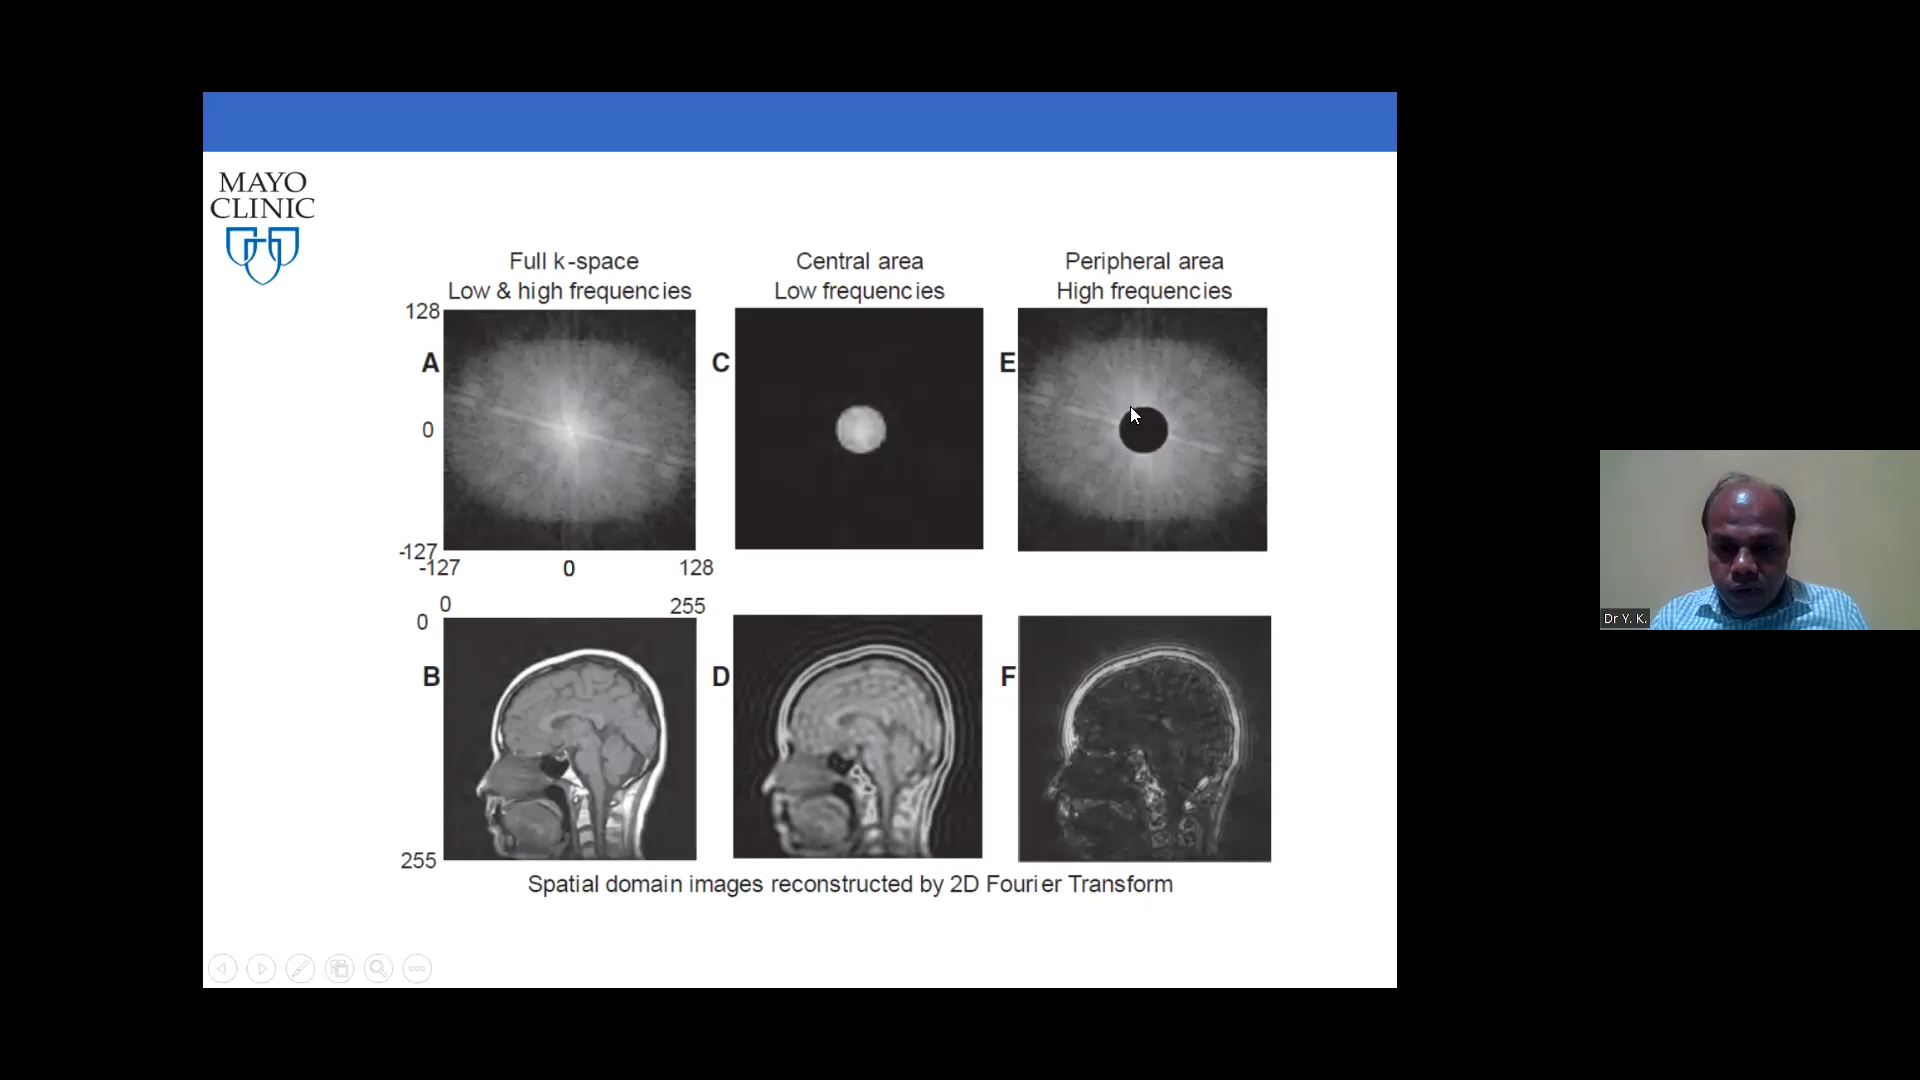 MAYO
CLINIC
Full k-space
Low & high frequencies
Central area
Low frequencies
Peripheral area
High frequencies
128
A
C
E
0
-127
-127
0
128
0
255
0
B
D
F
255
Spatial domain images reconstructed by 2D Fourier Transform
Dr Y. K.